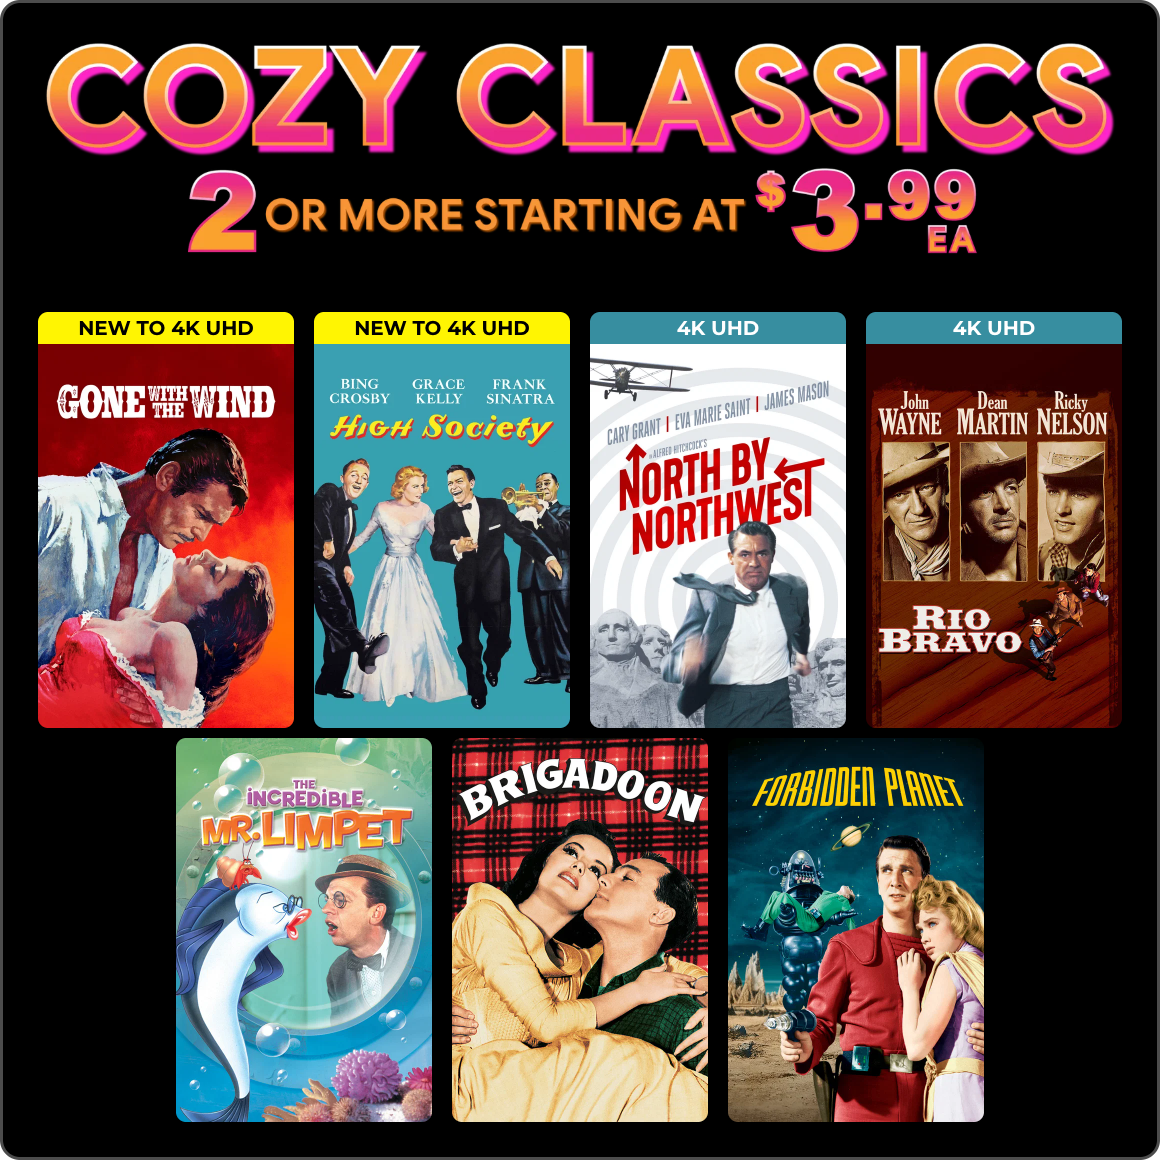 COZY CLASSICS
2 OR MORE STARTING AT $3.99 EA
NEW TO 4K UHD
GONE WITH THE WIND
NEW TO 4K UHD
BING CROSBY
GRACE KELLY
FRANK SINATRA
High Society
4K UHD
CARY GRANT | EVA MARIE SAINT | JAMES MASON
IN ALFRED HITCHCOCK'S
NORTH BY
NORTHWEST
4K UHD
John WAYNE
Dean MARTIN
Ricky NELSON
RIO
BRAVO
THE
INCREDIBLE
MR. LIMPET
BRIGADOON
FORBIDDEN PLANET